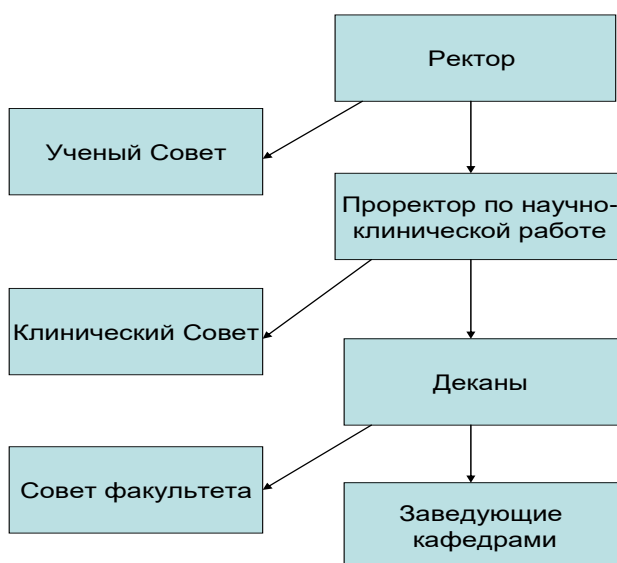 Ректор
Ученый Совет
Проректор по научно-
клинической работе
Клинический Совет
Деканы
Совет факультета
Заведующие
кафедрами